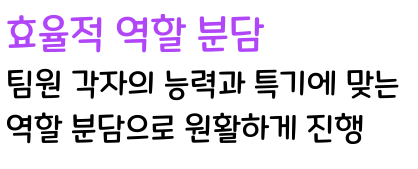 효율적 역할 분담
팀원 각자의 능력과 특기에 맞는
역할 분담으로 원활하게 진행